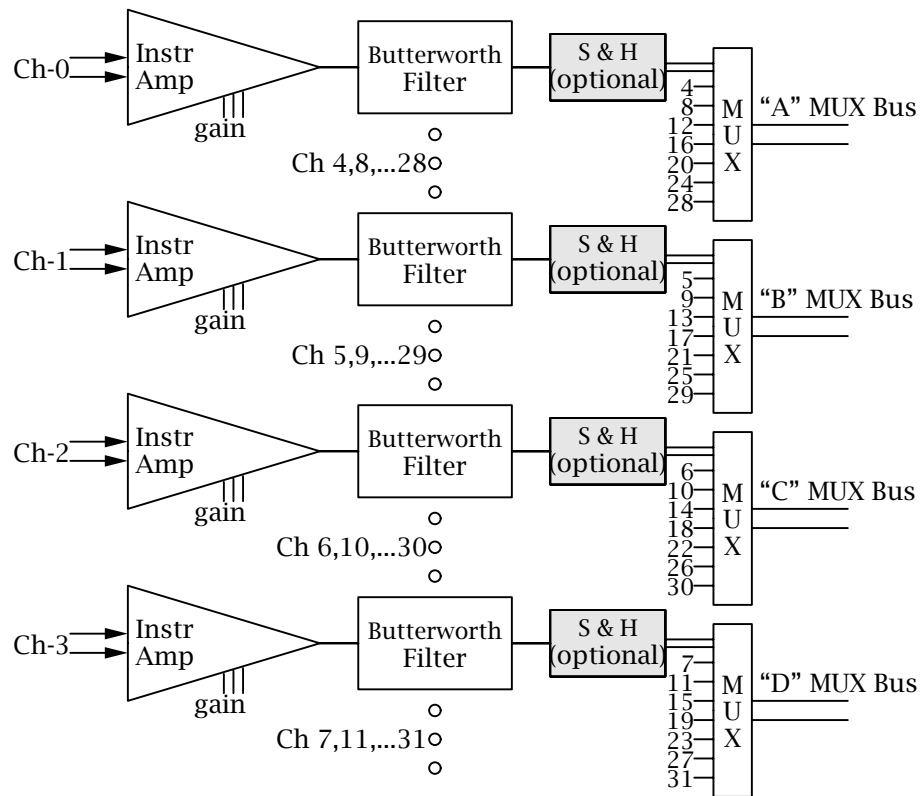 Ch-0
Instr
Amp
gain
Butterworth
Filter
S & H
(optional)
4
8
12
16
20
24
28
M
U
X
“A” MUX Bus
Ch 4,8,...28
Ch-1
Instr
Amp
gain
Butterworth
Filter
S & H
(optional)
5
9
13
17
21
25
29
M
U
X
“B” MUX Bus
Ch 5,9,...29
Ch-2
Instr
Amp
gain
Butterworth
Filter
S & H
(optional)
6
10
14
18
22
26
30
M
U
X
“C” MUX Bus
Ch 6,10,...30
Ch-3
Instr
Amp
gain
Butterworth
Filter
S & H
(optional)
7
11
15
19
23
27
31
M
U
X
“D” MUX Bus
Ch 7,11,...31